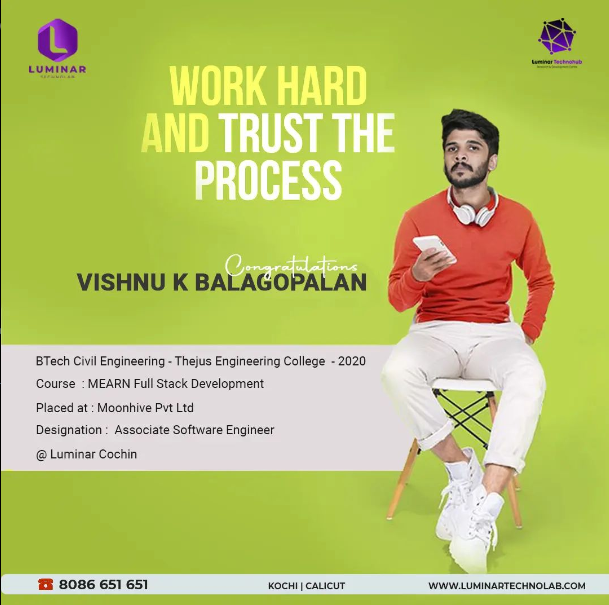 LUMINAR
TECHNOLAB
Luminar Technohub
WORK HARD
AND TRUST THE
PROCESS
Congratulations
VISHNU K BALAGOPALAN
BTech Civil Engineering - Thejus Engineering College - 2020
Course : MEARN Full Stack Development
Placed at : Moonhive Pvt Ltd
Designation : Associate Software Engineer
@ Luminar Cochin
8086 651 651
KOCHI | CALICUT
WWW.LUMINARTECHNOLAB.COM